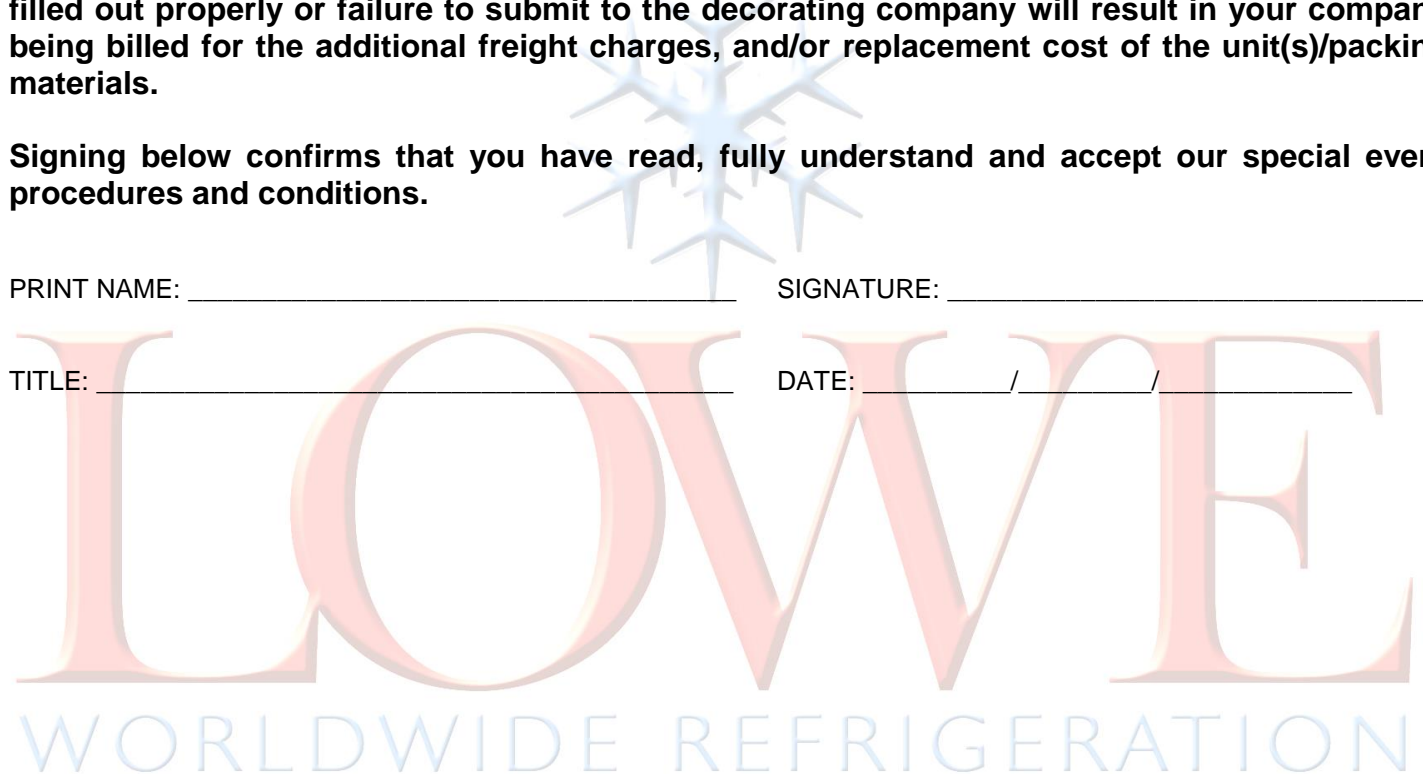 filled out properly or failure to submit to the decorating company will result in your compan
being billed for the additional freight charges, and/or replacement cost of the unit(s)/packin
materials.
Signing below confirms that you have read, fully understand and accept our special even
procedures and conditions.
PRINT NAME: _____________________________________ SIGNATURE: _________________________________
TITLE: ___________________________________________ DATE: __________/_________/_____________
LOWE
WORLDWIDE REFRIGERATION